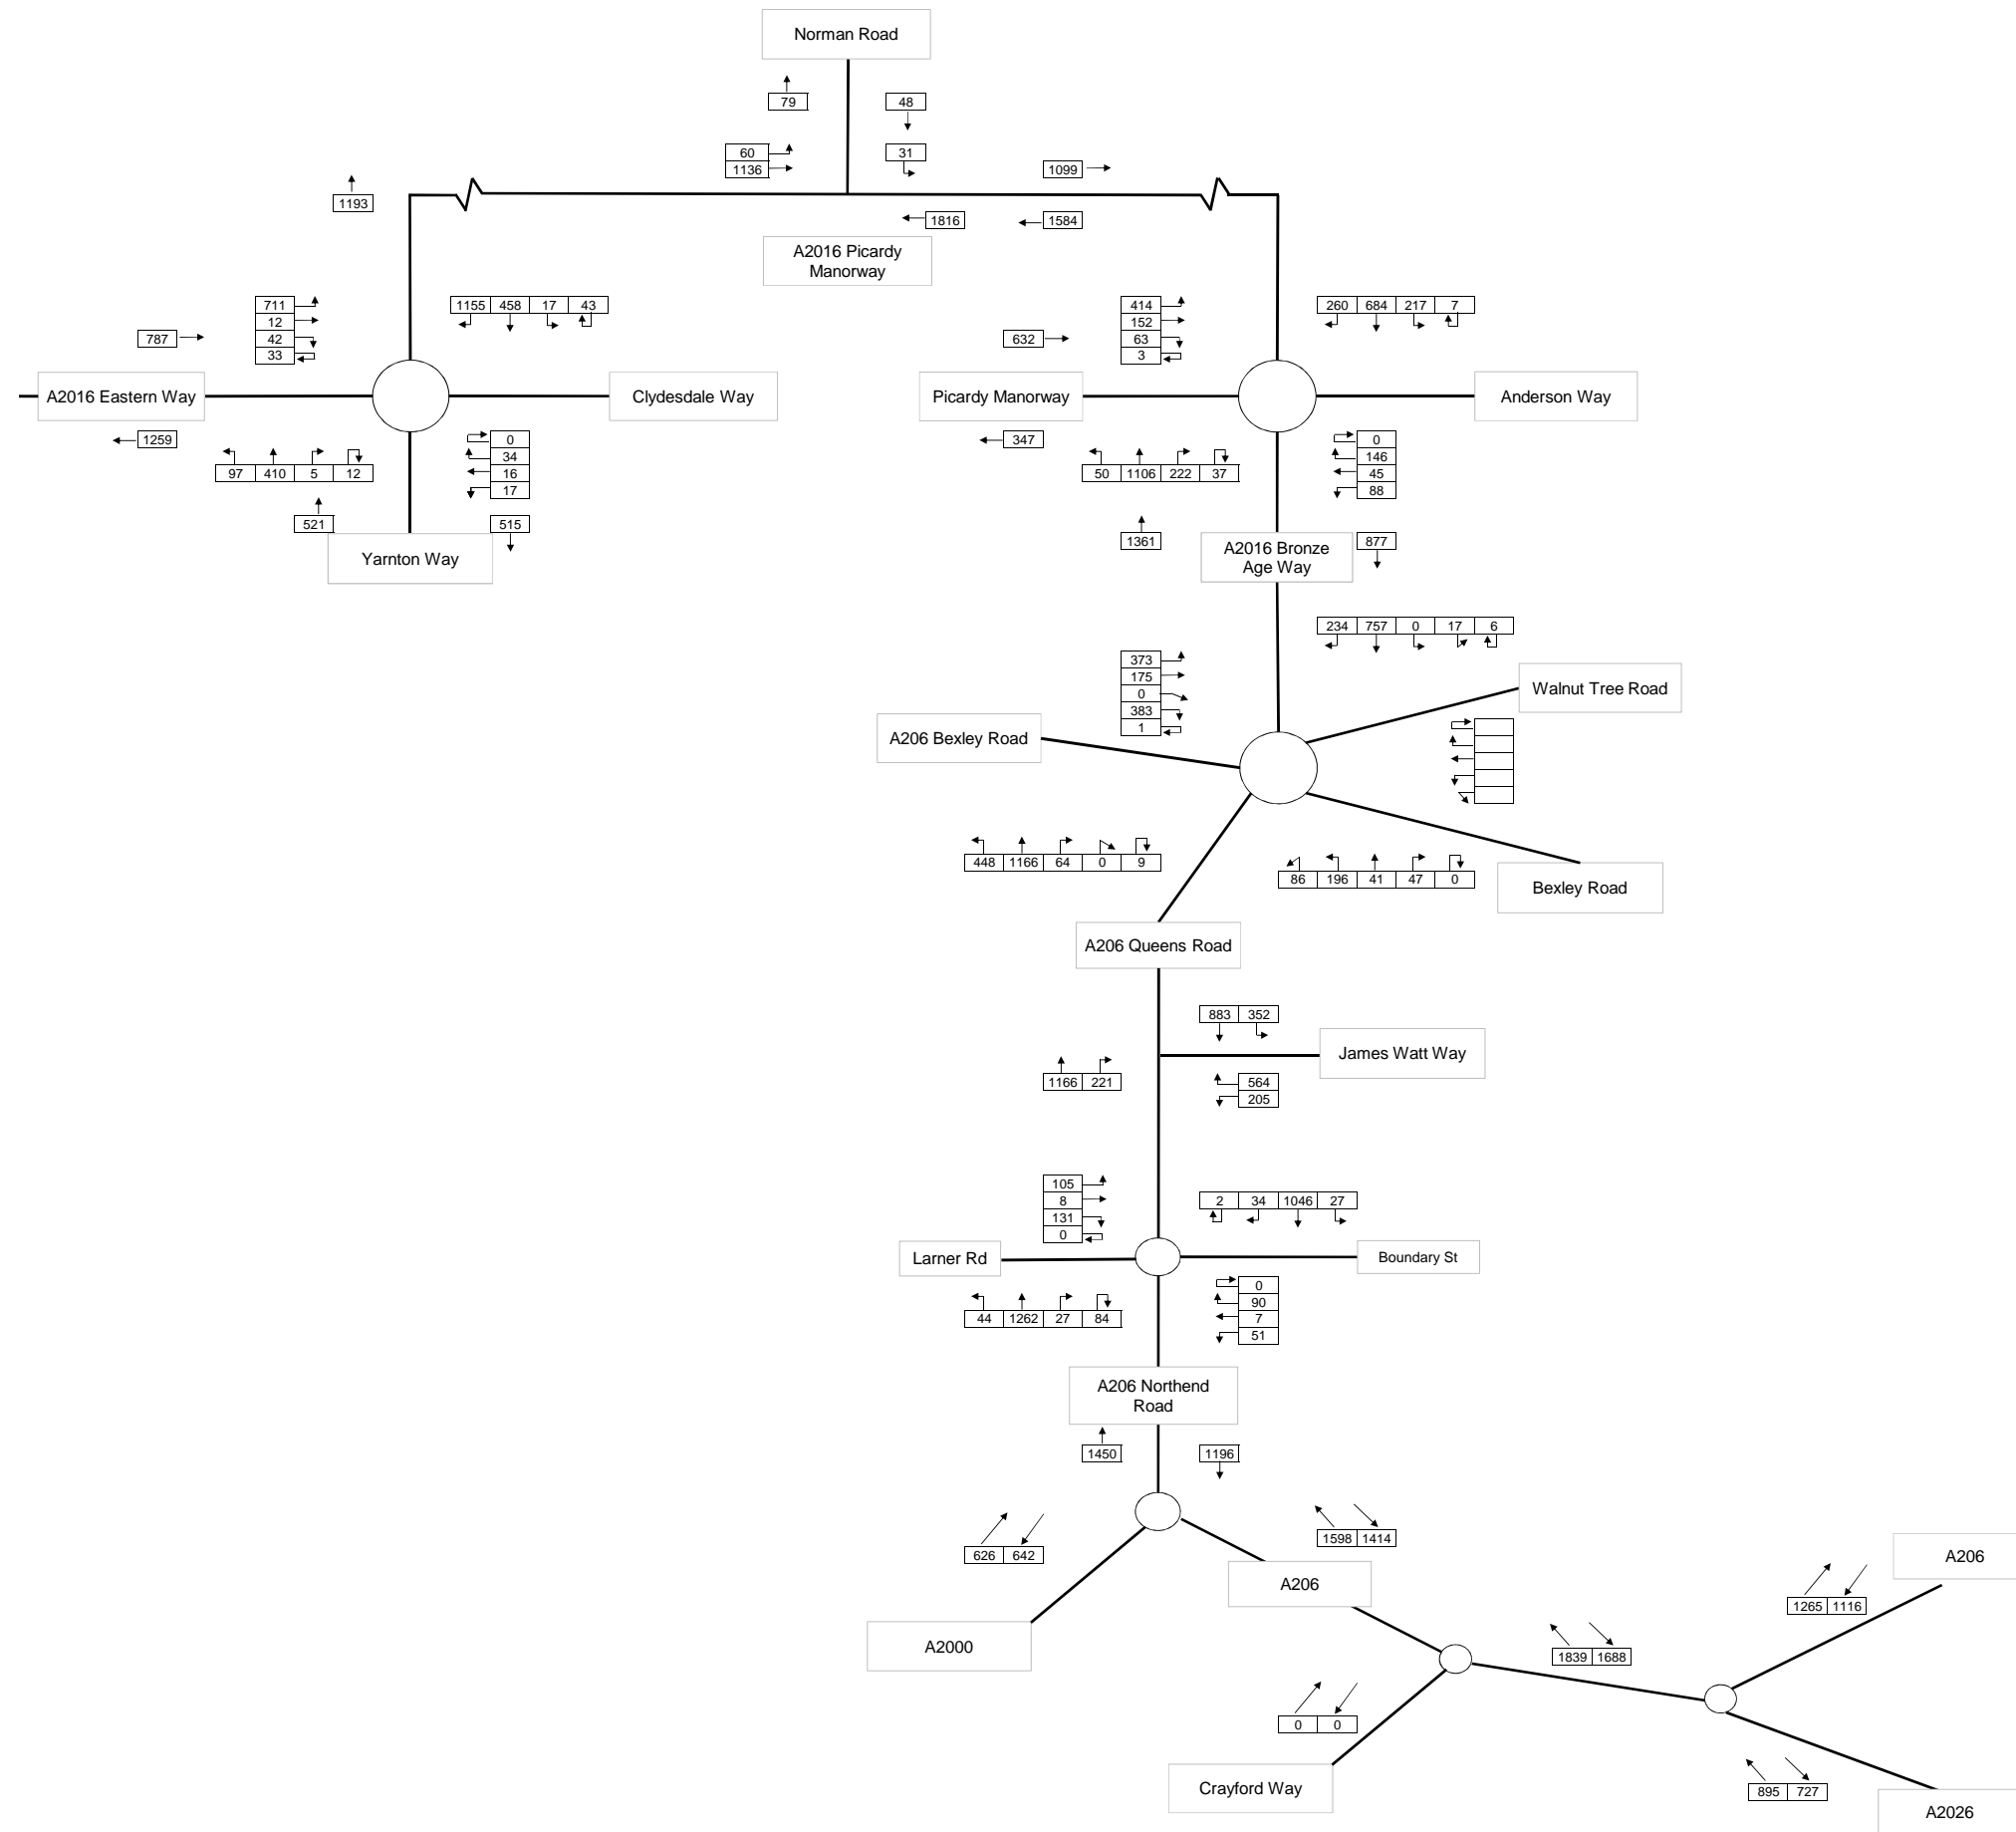 Norman Road
79
48
60
1136
31
1099
1193
1816
1584
A2016 Picardy
Manorway
711
12
42
33
1155 458 17 43
787
A2016 Eastern Way
Clydesdale Way
1259
97 410 5 12
0
34
16
17
521
515
Yarnton Way
414
152
63
3
260 684 217 7
632
Picardy Manorway
Anderson Way
347
50 1106 222 37
0
146
45
88
1361
A2016 Bronze
Age Way
877
234 757 0 17 6
373
175
0
383
1
Walnut Tree Road
A206 Bexley Road
448 1166 64 0 9
86 196 41 47 0
Bexley Road
A206 Queens Road
883 352
James Watt Way
1166 221
564
205
105
8
131
0
2 34 1046 27
Larner Rd
Boundary St
44 1262 27 84
0
90
7
51
A206 Northend
Road
1450
1196
626 642
1598 1414
A206
A206
1265 1116
A2000
1839 1688
0 0
Crayford Way
895 727
A2026